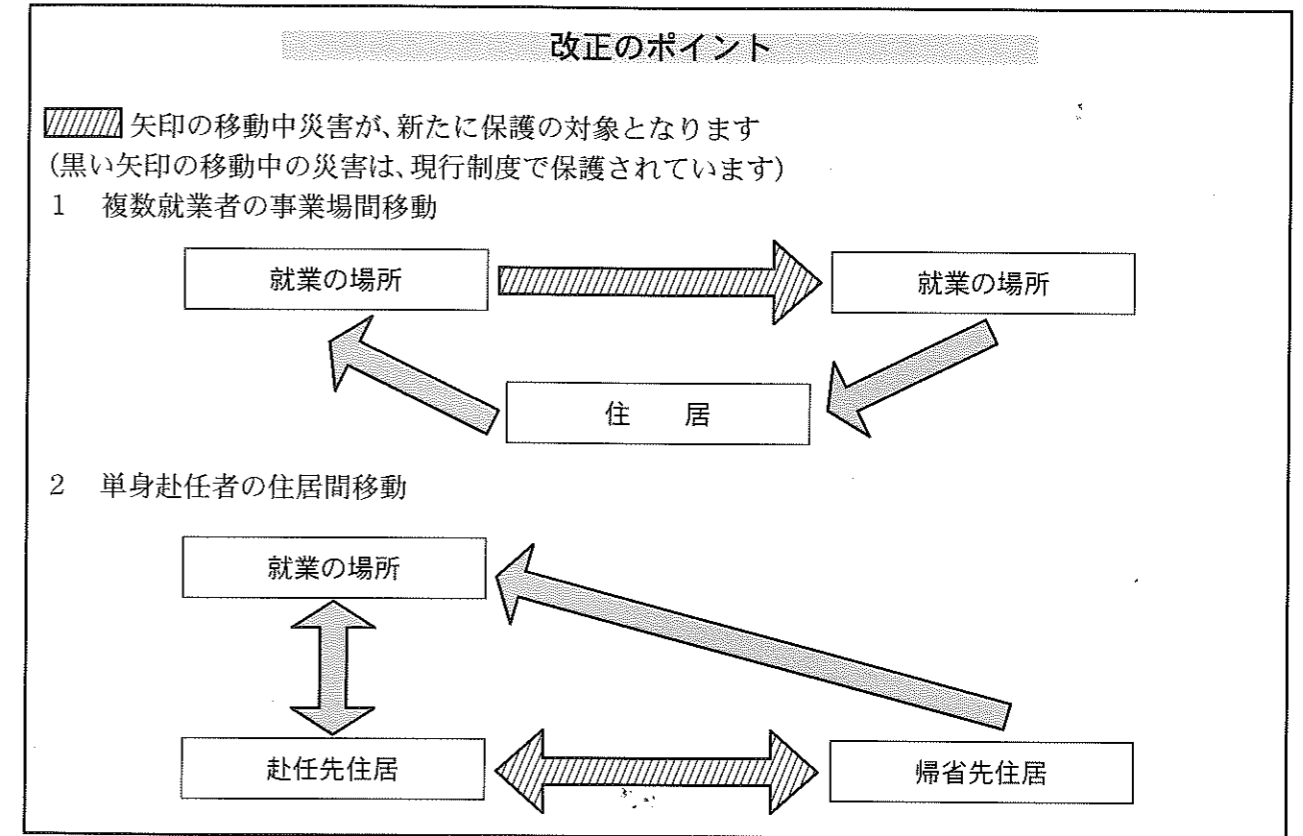 改正のポイント
矢印の移動中災害が、新たに保護の対象となります
(黒い矢印の移動中の災害は、現行制度で保護されています)
1 複数就業者の事業場間移動
就業の場所
就業の場所
住 居
2 単身赴任者の住居間移動
就業の場所
赴任先住居
帰省先住居